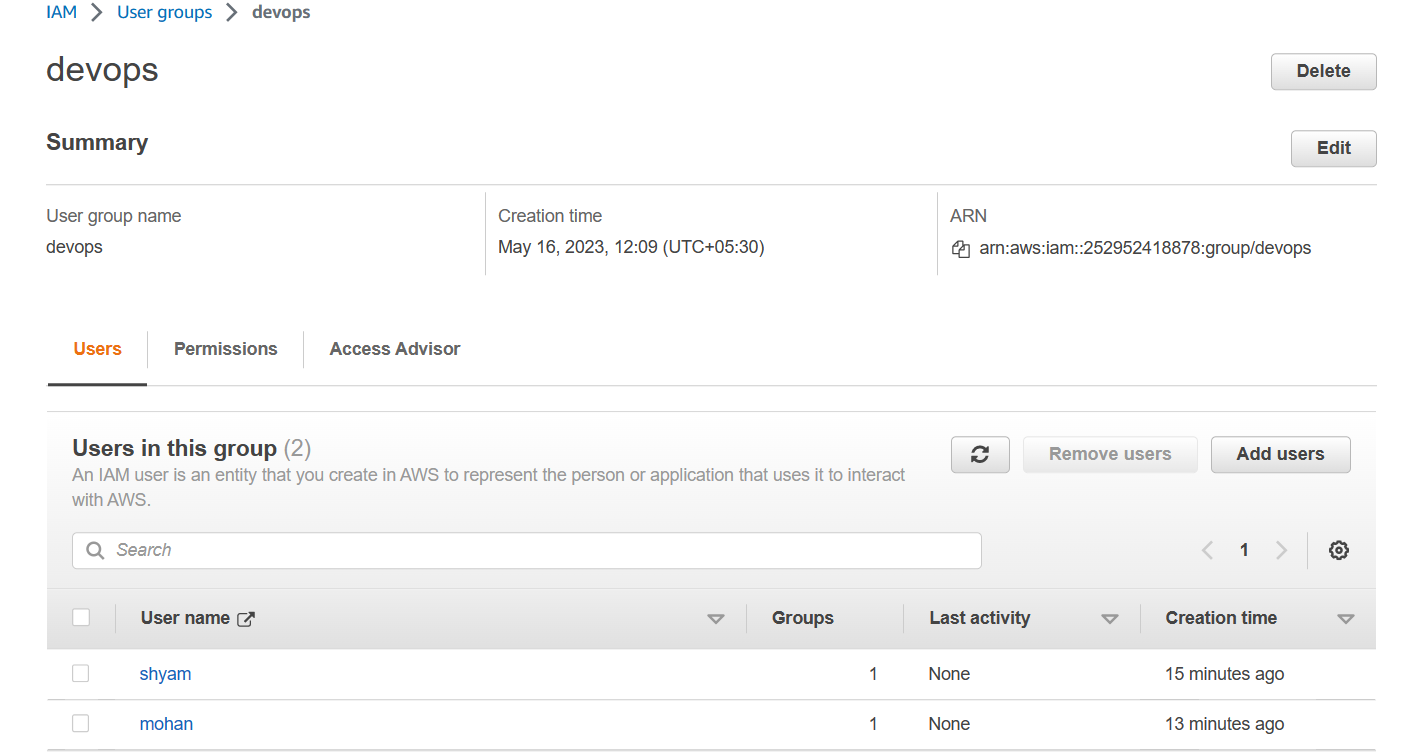 IAM > User groups > devops
devops
Delete
Summary
Edit
User group name
devops
Creation time
May 16, 2023, 12:09 (UTC+05:30)
ARN
arn:aws:iam::252952418878:group/devops
Users Permissions Access Advisor
Users in this group (2)
An IAM user is an entity that you create in AWS to represent the person or application that uses it to interact
with AWS.
Remove users
Add users
Search
1
User name Groups Last activity Creation time
shyam 1 None 15 minutes ago
mohan 1 None 13 minutes ago